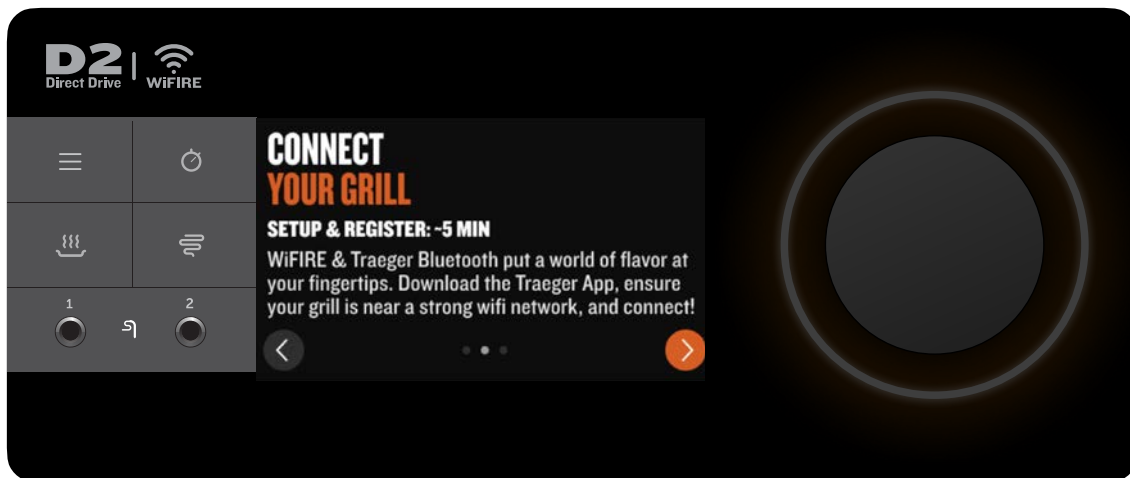 D2
Direct Drive
WiFIRE
CONNECT
YOUR GRILL
SETUP & REGISTER: ~5 MIN
WiFIRE & Traeger Bluetooth put a world of flavor at
your fingertips. Download the Traeger App, ensure
your grill is near a strong wifi network, and connect!
1
2